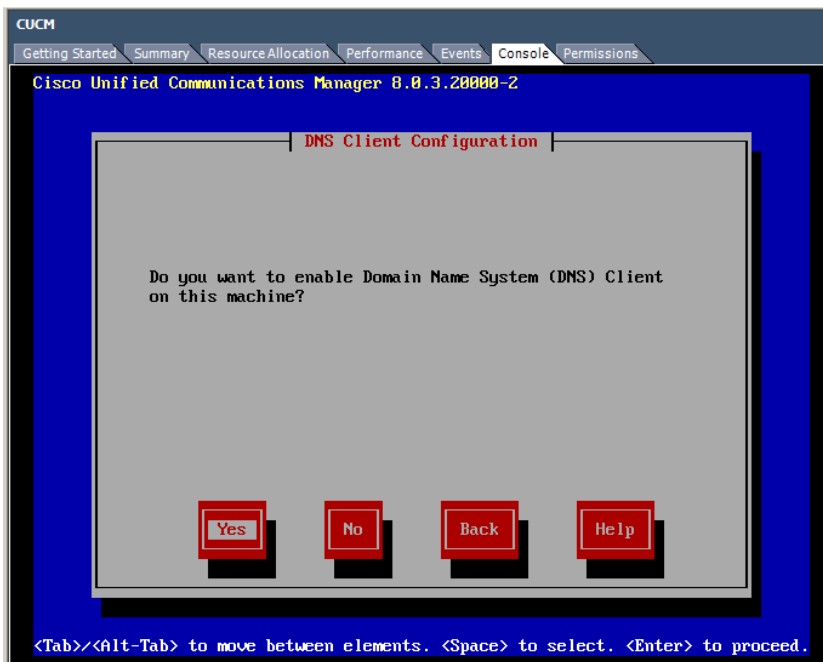 CUCM
Getting Started Summary Resource Allocation Performance Events Console Permissions
Cisco Unified Communications Manager 8.0.3.20000-2
DNS Client Configuration
Do you want to enable Domain Name System (DNS) Client
on this machine?
Yes No Back Help
<Tab>/<Alt-Tab> to move between elements. <Space> to select. <Enter> to proceed.